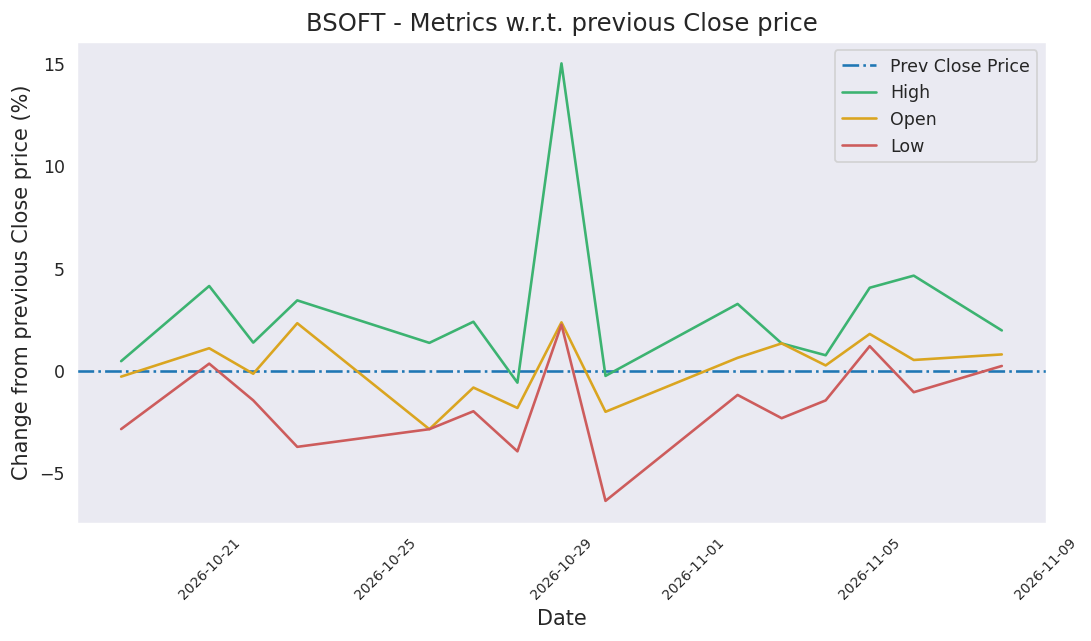 BSOFT - Metrics w.r.t. previous Close price
Change from previous Close price (%)
15
10
5
0
−5
Prev Close Price
High
Open
Low
2026-10-21
2026-10-25
2026-10-29
2026-11-01
2026-11-05
2026-11-09
Date